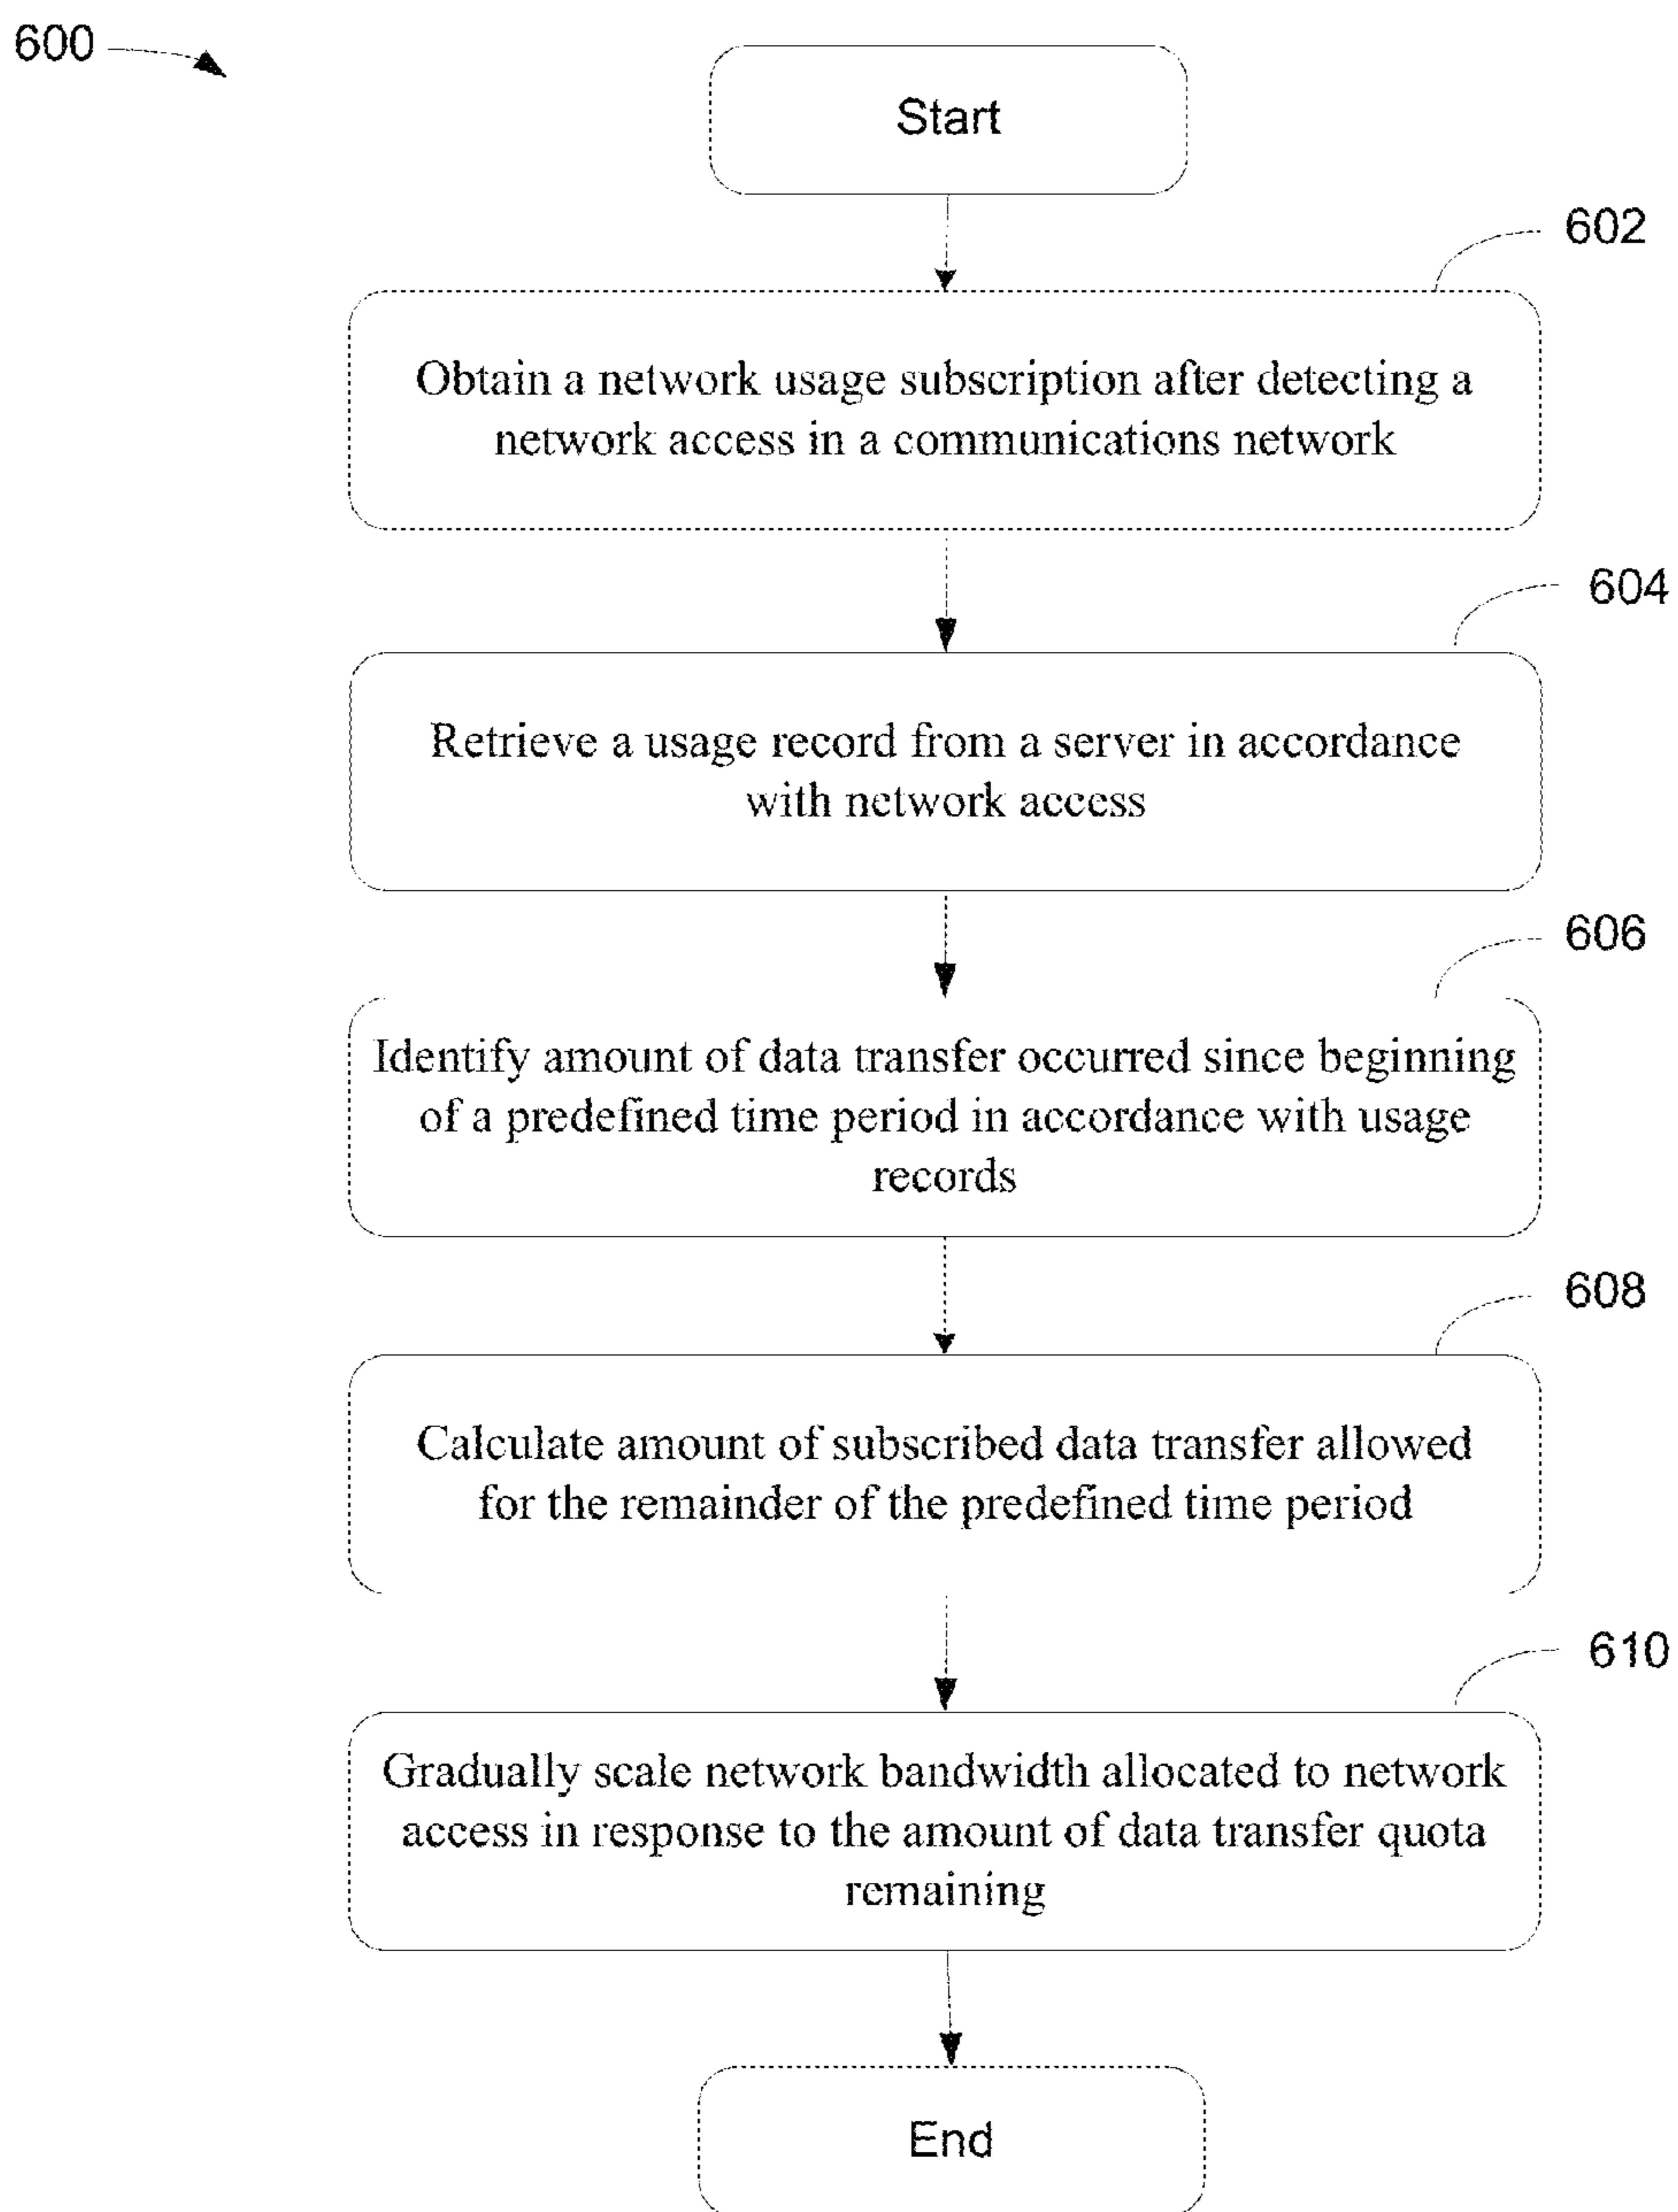 600
Start
602
Obtain a network usage subscription after detecting a
network access in a communications network
604
Retrieve a usage record from a server in accordance
with network access
606
Identify amount of data transfer occurred since beginning
of a predefined time period in accordance with usage
records
608
Calculate amount of subscribed data transfer allowed
for the remainder of the predefined time period
610
Gradually scale network bandwidth allocated to network
access in response to the amount of data transfer quota
remaining
End